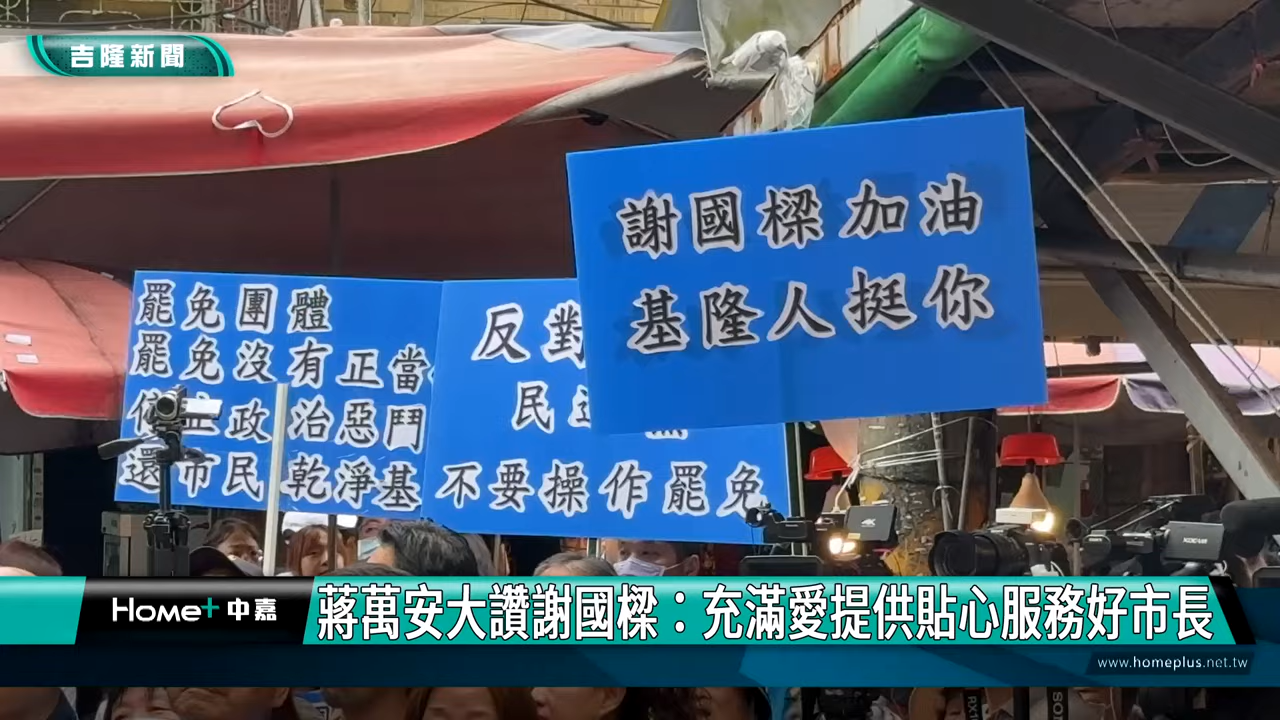 吉隆新聞
謝國樑加油
基隆人挺你
罷免團體
罷免沒有正當
政治惡鬥
還市民乾淨基
反對
民
不要操作罷免
Home+中嘉
蔣萬安大讚謝國樑：充滿愛提供貼心服務好市長
www.homeplus.net.tw
4K
SONY